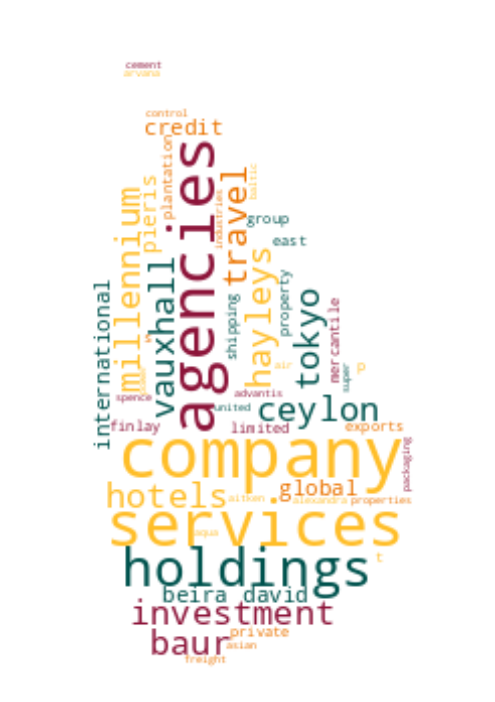 cement
arvana
control
credit
plantation
agencies
industries
baltic
travel
pieris
millennium
group
east
vauxhall
hayleys
property
international
shipping
tokyo
mercantile
air
super
p
spence
advantis
united
ceylon
finlay
limited
exports
company
packaging
hotels
aitken
global
alexandra
properties
services
aqua
holdings
t
beira david
investment
private
baur
asian
freight